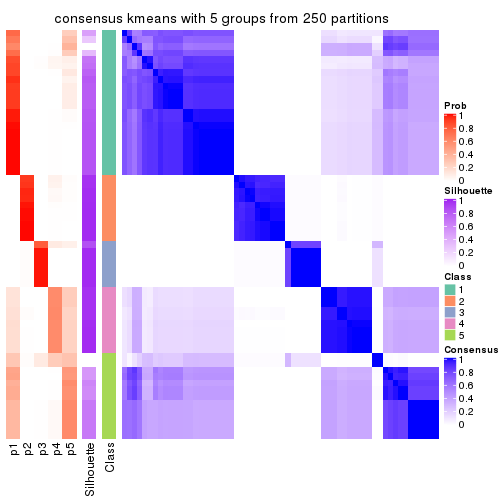 consensus kmeans with 5 groups from 250 partitions
Prob
1
0.8
0.6
0.4
0.2
0
Silhouette
1
0.8
0.6
0.4
0.2
0
Class
1
2
3
4
5
Consensus
1
0.8
0.6
0.4
0.2
0
p1
p2
p3
p4
p5
Silhouette
Class